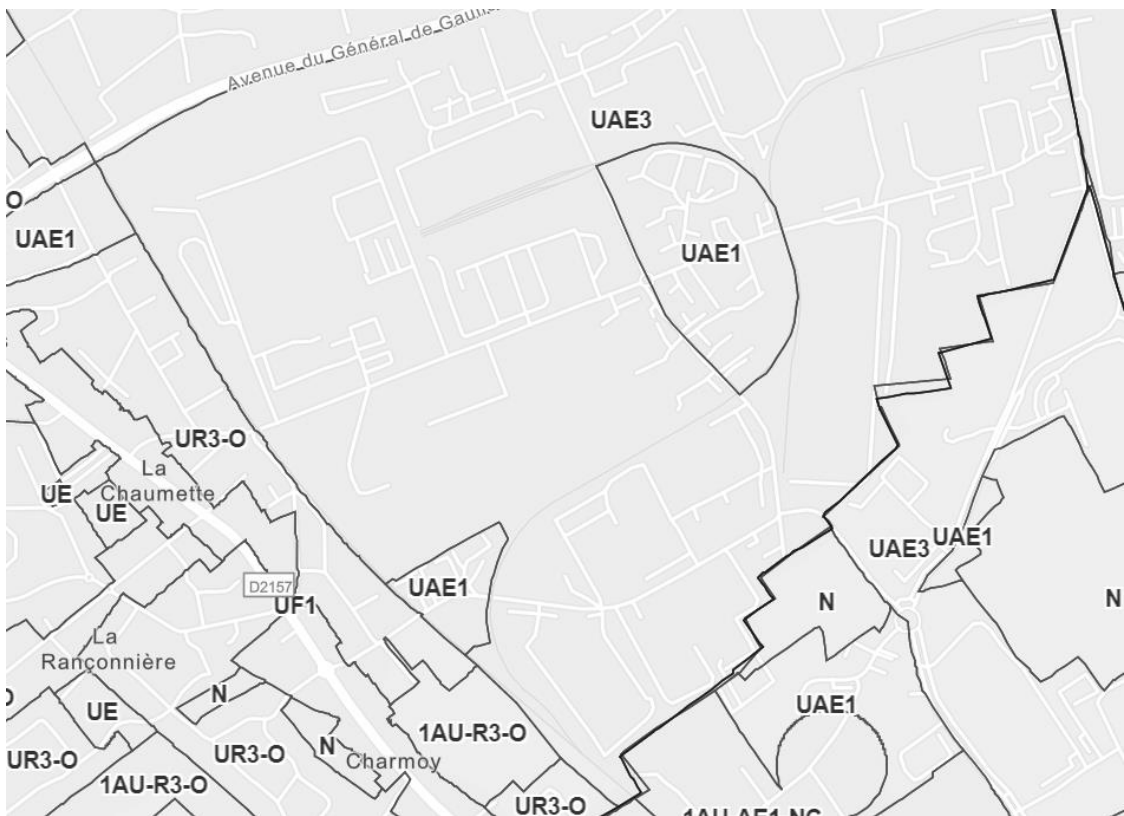 Avenue du Général de Gaulle
UAE3
O
UAE1
UAE1
UR3-O
La
Chaumette
UE
UE
UAE3
UAE1
D2157
UAE1
UF1
N
N
La
Rançonnière
N
UE
UAE1
1AU-R3-O
N
UR3-O
Charmoy
1AU-R3-O
UR3-O